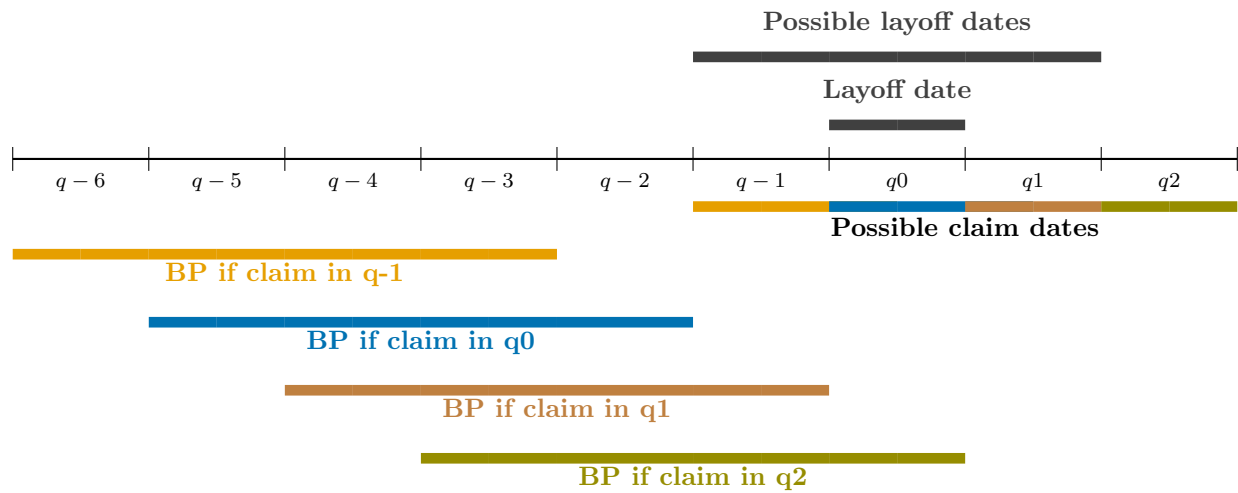 Possible layoff dates
Layoff date
q − 6 q − 5 q − 4 q − 3 q − 2 q − 1 q0 q1 q2
Possible claim dates
BP if claim in q-1
BP if claim in q0
BP if claim in q1
BP if claim in q2